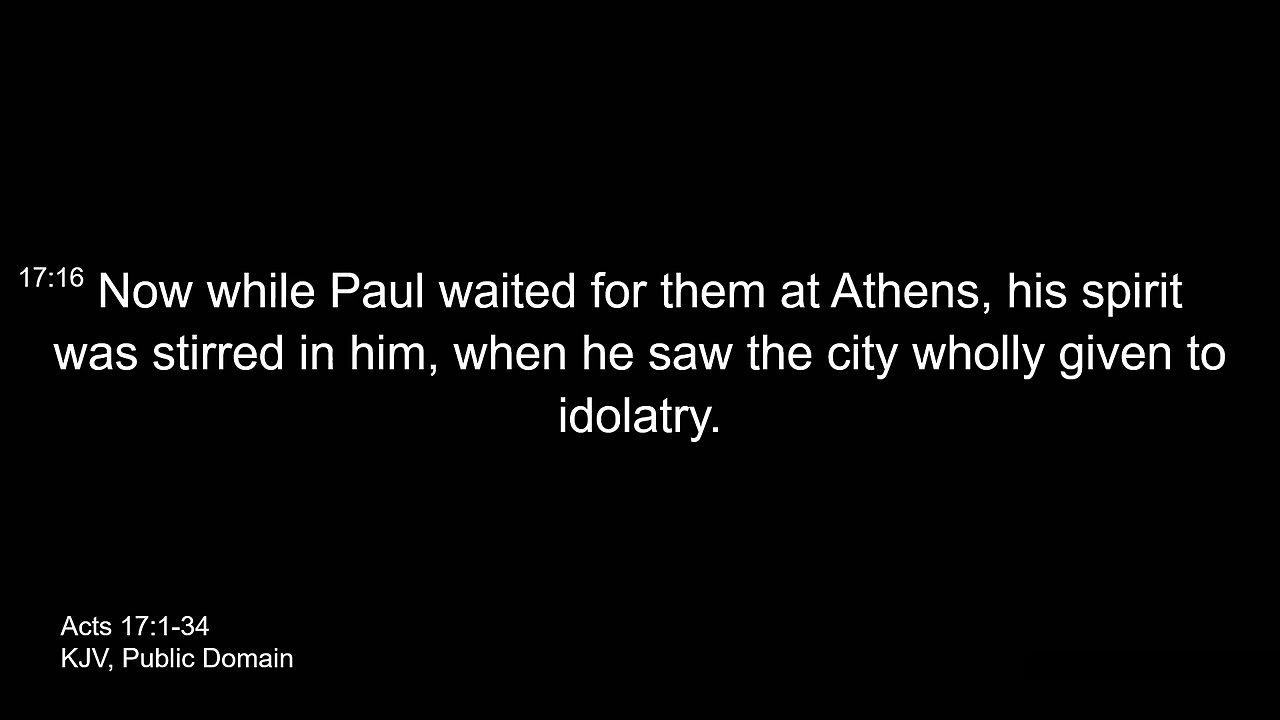 17:16 Now while Paul waited for them at Athens, his spirit
was stirred in him, when he saw the city wholly given to
idolatry.
Acts 17:1-34
KJV, Public Domain